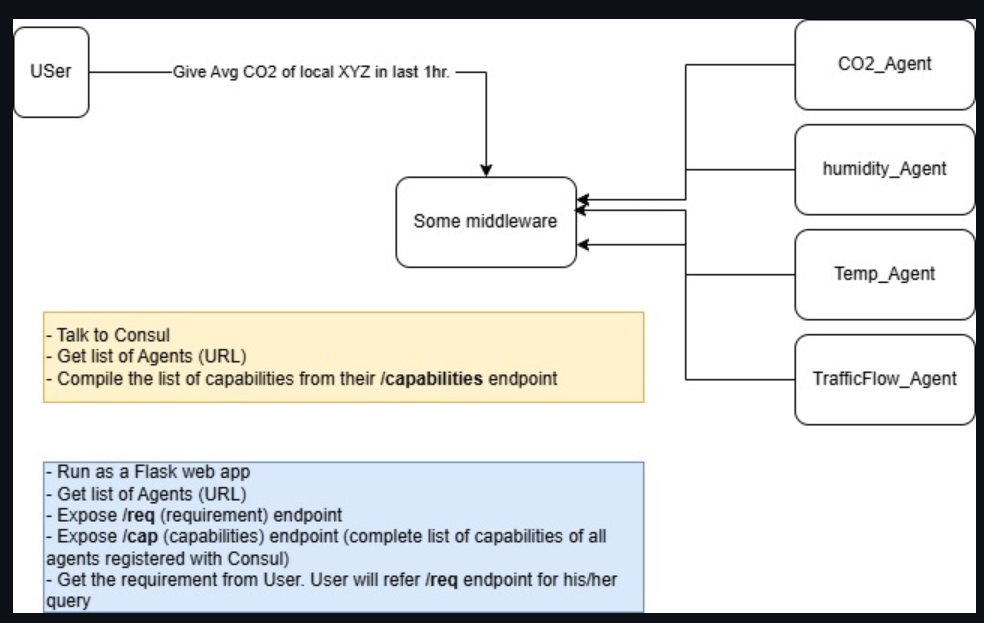 USer
Give Avg CO2 of local XYZ in last 1hr.
CO2_Agent
humidity_Agent
Some middleware
Temp_Agent
TrafficFlow_Agent
- Talk to Consul
- Get list of Agents (URL)
- Compile the list of capabilities from their /capabilities endpoint
- Run as a Flask web app
- Get list of Agents (URL)
- Expose /req (requirement) endpoint
- Expose /cap (capabilities) endpoint (complete list of capabilities of all
agents registered with Consul)
- Get the requirement from User. User will refer /req endpoint for his/her
query